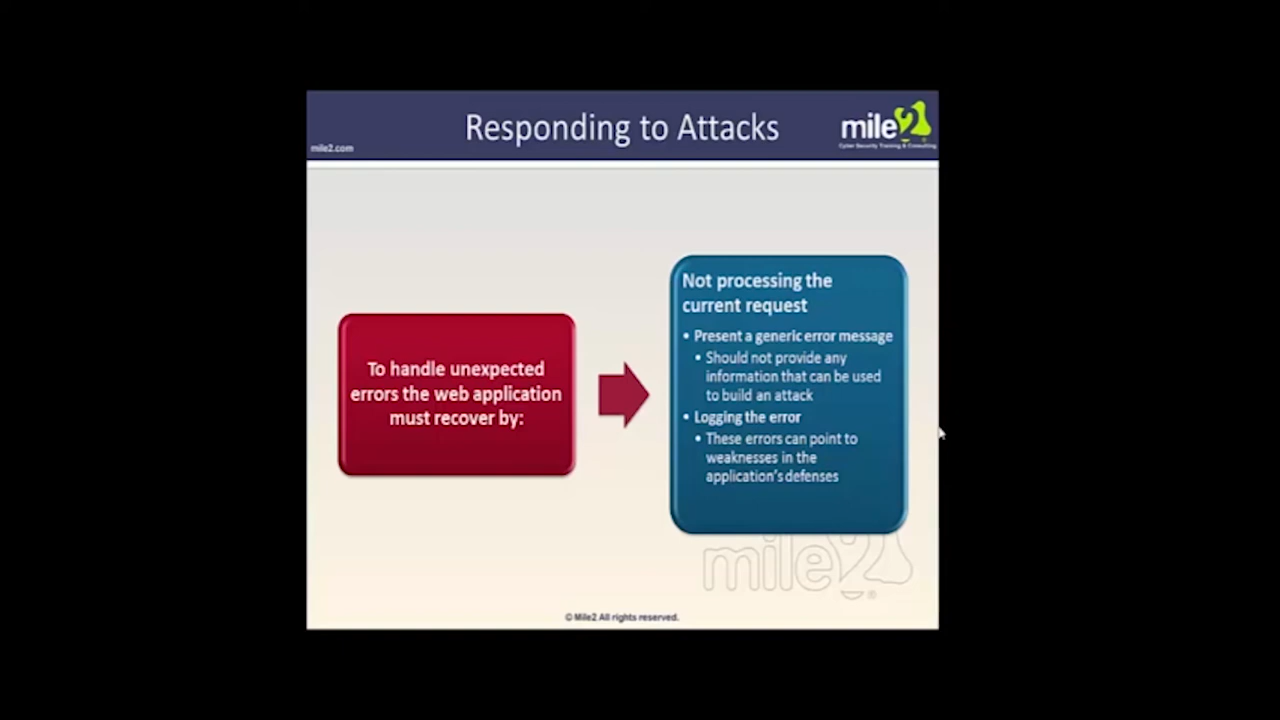 Responding to Attacks
mile2
Cyber Security Training & Consulting
mile2.com
To handle unexpected
errors the web application
must recover by:
Not processing the
current request
• Present a generic error message
• Should not provide any
information that can be used
to build an attack
• Logging the error
• These errors can point to
weaknesses in the
application's defenses
mile2®
© Mile2 All rights reserved.